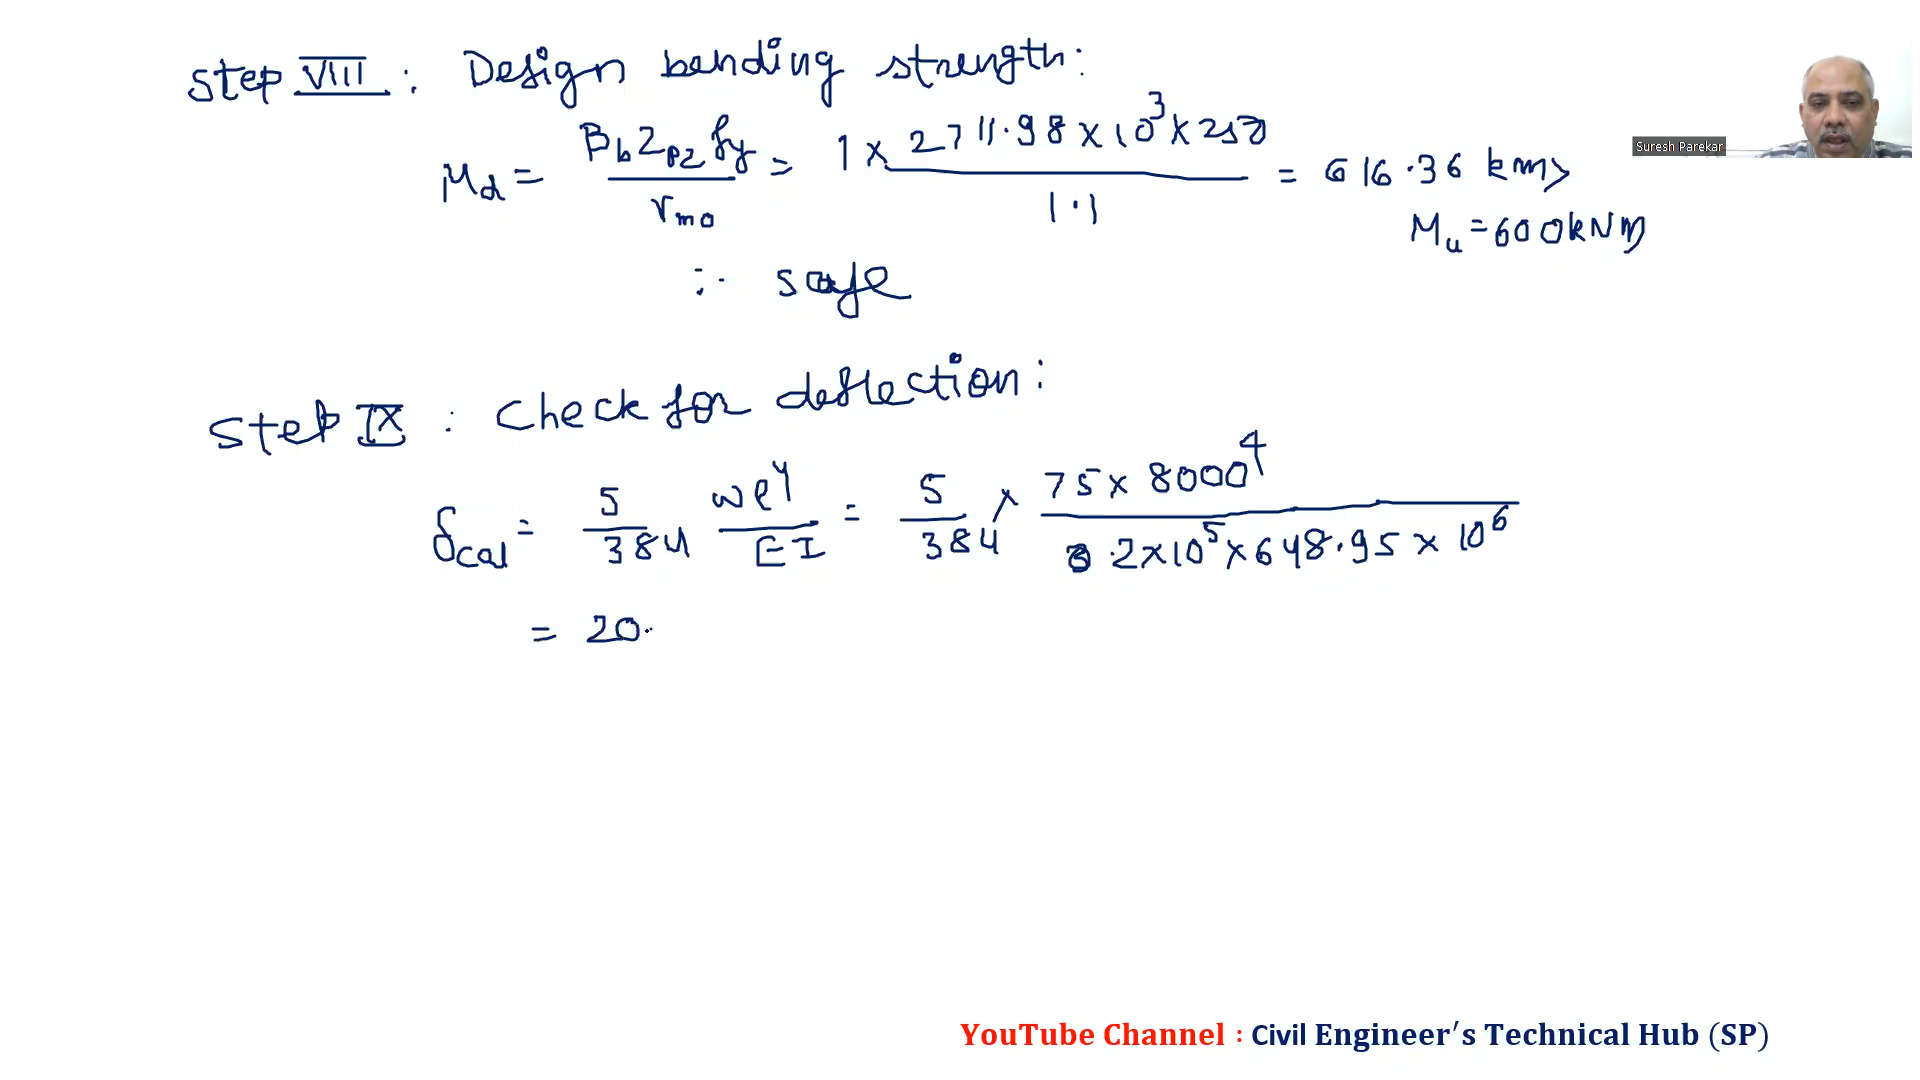 Step VIII : Design bending strength:
Md = βb Zpz fy / γmo = 1 × 2711.98 × 10³ × 250 / 1.1 = 616.36 kNm >
Mu = 600 kNm
∴ safe
Step IX : Check for deflection:
δcal = 5/384 wl⁴/EI = 5/384 × 75 × 8000⁴ / 2×10⁵ × 648.95 × 10⁶
= 20.
Suresh Parekar
YouTube Channel : Civil Engineer's Technical Hub (SP)